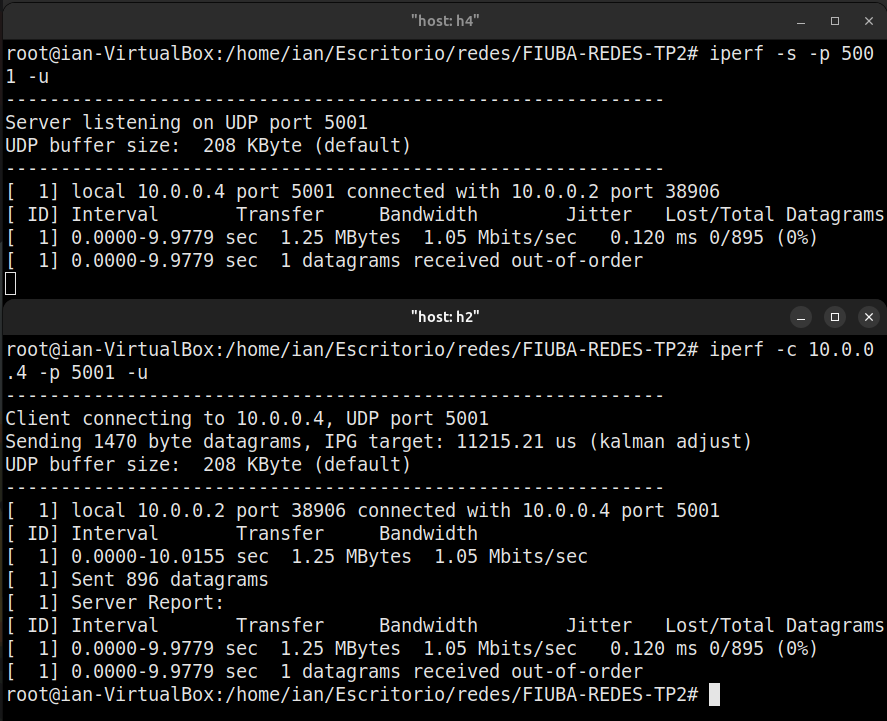 "host: h4"
root@ian-VirtualBox:/home/ian/Escritorio/redes/FIUBA-REDES-TP2# iperf -s -p 500
1 -u
------------------------------------------------------------
Server listening on UDP port 5001
UDP buffer size:  208 KByte (default)
------------------------------------------------------------
[  1] local 10.0.0.4 port 5001 connected with 10.0.0.2 port 38906
[ ID] Interval       Transfer     Bandwidth        Jitter   Lost/Total Datagrams
[  1] 0.0000-9.9779 sec  1.25 MBytes  1.05 Mbits/sec   0.120 ms 0/895 (0%)
[  1] 0.0000-9.9779 sec  1 datagrams received out-of-order
"host: h2"
root@ian-VirtualBox:/home/ian/Escritorio/redes/FIUBA-REDES-TP2# iperf -c 10.0.0
.4 -p 5001 -u
------------------------------------------------------------
Client connecting to 10.0.0.4, UDP port 5001
Sending 1470 byte datagrams, IPG target: 11215.21 us (kalman adjust)
UDP buffer size:  208 KByte (default)
------------------------------------------------------------
[  1] local 10.0.0.2 port 38906 connected with 10.0.0.4 port 5001
[ ID] Interval       Transfer     Bandwidth
[  1] 0.0000-10.0155 sec  1.25 MBytes  1.05 Mbits/sec
[  1] Sent 896 datagrams
[  1] Server Report:
[ ID] Interval       Transfer     Bandwidth        Jitter   Lost/Total Datagrams
[  1] 0.0000-9.9779 sec  1.25 MBytes  1.05 Mbits/sec   0.120 ms 0/895 (0%)
[  1] 0.0000-9.9779 sec  1 datagrams received out-of-order
root@ian-VirtualBox:/home/ian/Escritorio/redes/FIUBA-REDES-TP2#